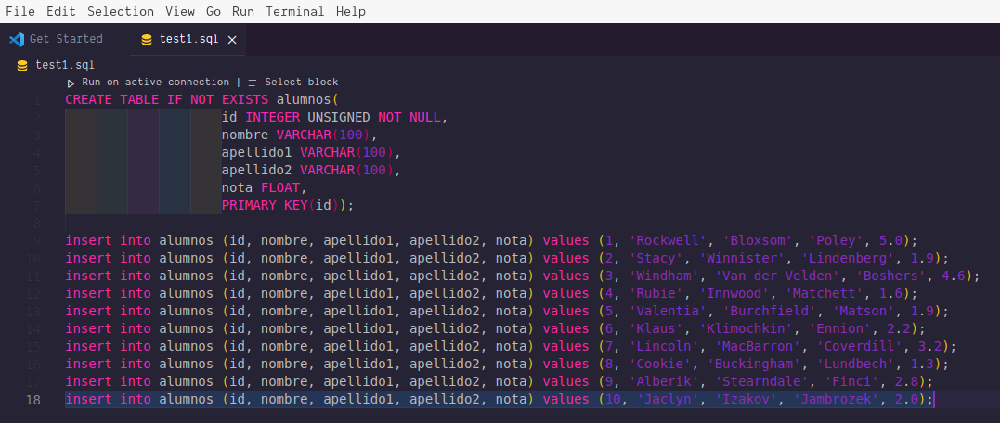 File Edit Selection View Go Run Terminal Help
Get Started test1.sql
test1.sql
Run on active connection | Select block
1 CREATE TABLE IF NOT EXISTS alumnos(
2 id INTEGER UNSIGNED NOT NULL,
3 nombre VARCHAR(100),
4 apellido1 VARCHAR(100),
5 apellido2 VARCHAR(100),
6 nota FLOAT,
7 PRIMARY KEY(id));
8
9 insert into alumnos (id, nombre, apellido1, apellido2, nota) values (1, 'Rockwell', 'Bloxsom', 'Poley', 5.0);
10 insert into alumnos (id, nombre, apellido1, apellido2, nota) values (2, 'Stacy', 'Winnister', 'Lindenberg', 1.9);
11 insert into alumnos (id, nombre, apellido1, apellido2, nota) values (3, 'Windham', 'Van der Velden', 'Boshers', 4.6);
12 insert into alumnos (id, nombre, apellido1, apellido2, nota) values (4, 'Rubie', 'Innwood', 'Matchett', 1.6);
13 insert into alumnos (id, nombre, apellido1, apellido2, nota) values (5, 'Valentia', 'Burchfield', 'Matson', 1.9);
14 insert into alumnos (id, nombre, apellido1, apellido2, nota) values (6, 'Klaus', 'Klimochkin', 'Ennion', 2.2);
15 insert into alumnos (id, nombre, apellido1, apellido2, nota) values (7, 'Lincoln', 'MacBarron', 'Coverdill', 3.2);
16 insert into alumnos (id, nombre, apellido1, apellido2, nota) values (8, 'Cookie', 'Buckingham', 'Lundbech', 1.3);
17 insert into alumnos (id, nombre, apellido1, apellido2, nota) values (9, 'Alberik', 'Stearndale', 'Finci', 2.8);
18 insert into alumnos (id, nombre, apellido1, apellido2, nota) values (10, 'Jaclyn', 'Izakov', 'Jambrozek', 2.0);